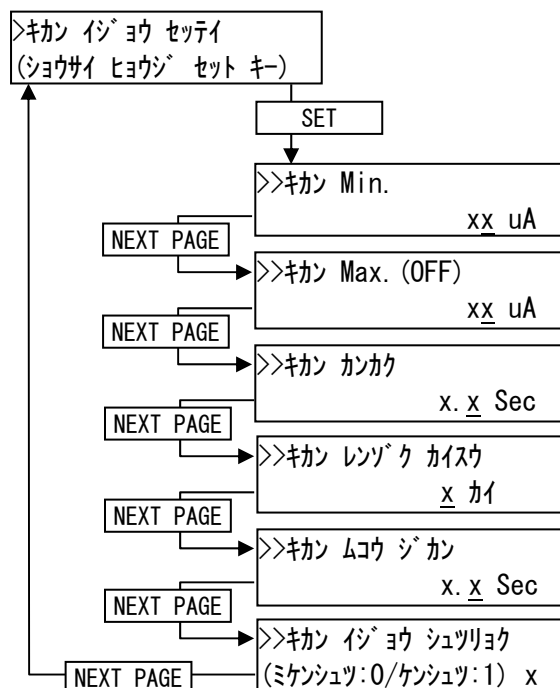 >ｷｶﾝ ｲｼﾞｮｳ ｾｯﾃｲ
(ｼｮｳｻｲ ﾋｮｳｼﾞ ｾｯﾄ ｷｰ)
SET
>>ｷｶﾝ Min.
xx uA
NEXT PAGE
>>ｷｶﾝ Max.(OFF)
xx uA
NEXT PAGE
>>ｷｶﾝ ｶﾝｶｸ
x.x Sec
NEXT PAGE
>>ｷｶﾝ ﾚﾝｿﾞｸ ｶｲｽｳ
x ｶｲ
NEXT PAGE
>>ｷｶﾝ ﾑｺｳ ｼﾞｶﾝ
x.x Sec
NEXT PAGE
>>ｷｶﾝ ｲｼﾞｮｳ ｼｭﾂﾘｮｸ
(ﾐｹﾝｼｭﾂ:0/ｹﾝｼｭﾂ:1) x
NEXT PAGE